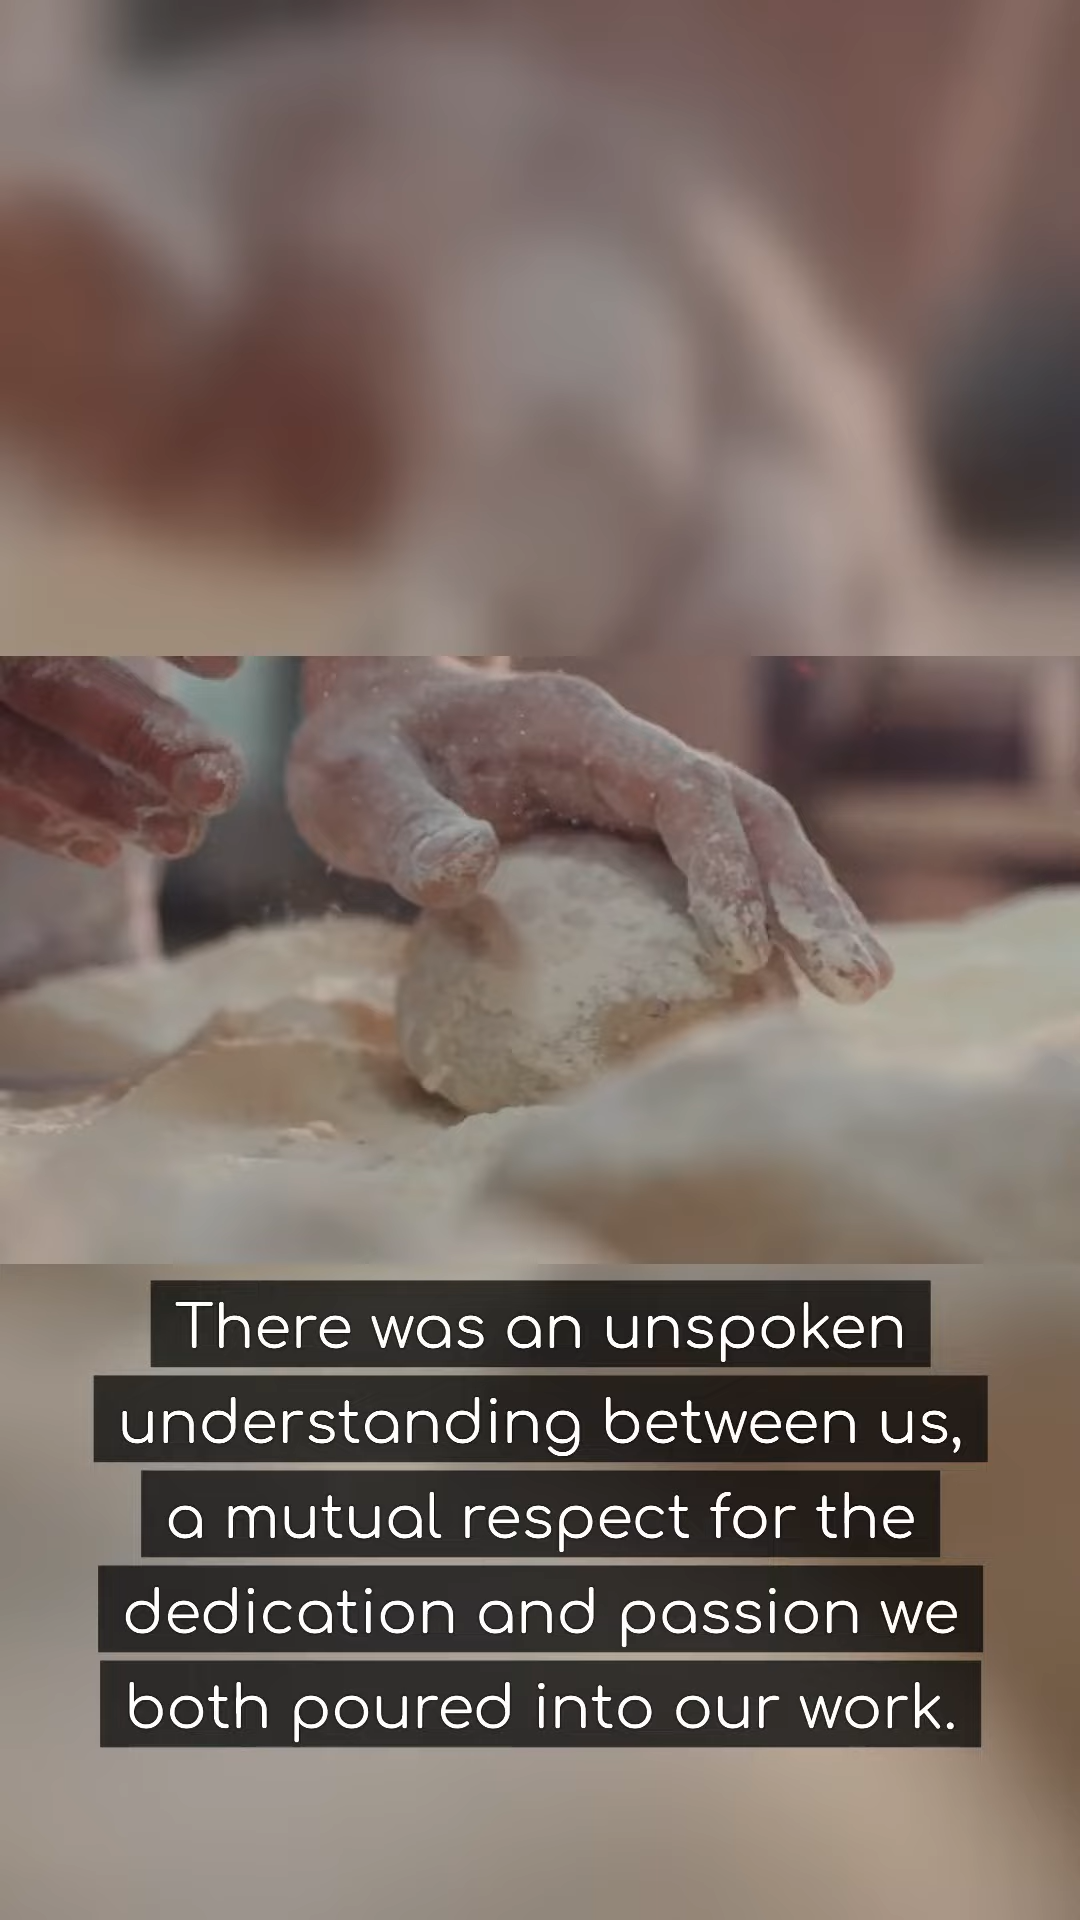 There was an unspoken
understanding between us,
a mutual respect for the
dedication and passion we
both poured into our work.